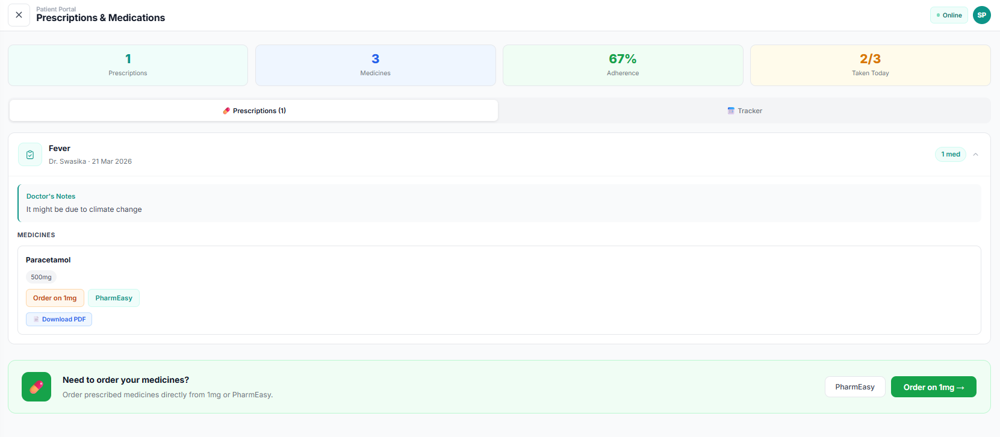 Patient Portal
Prescriptions & Medications
Online
SP
1
Prescriptions
3
Medicines
67%
Adherence
2/3
Taken Today
Prescriptions (1)
Tracker
Fever
Dr. Swasika · 21 Mar 2026
1 med
Doctor's Notes
It might be due to climate change
MEDICINES
Paracetamol
500mg
Order on 1mg
PharmEasy
Download PDF
Need to order your medicines?
Order prescribed medicines directly from 1mg or PharmEasy.
PharmEasy
Order on 1mg →